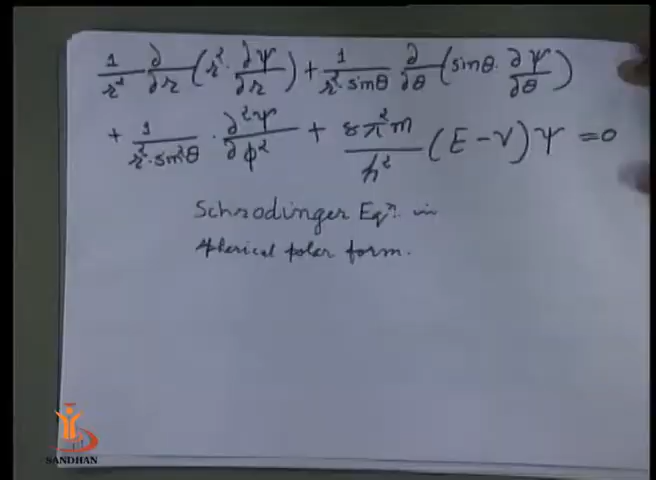 1/r² ∂/∂r (r² · ∂Ψ/∂r) + 1/r²·sinθ ∂/∂θ (sinθ · ∂Ψ/∂θ)
+ 1/r²·sin²θ · ∂²Ψ/∂φ² + 8π²m/h² (E - V) Ψ = 0
Schrodinger Eqⁿ. in
spherical polar form.
SANDHAN